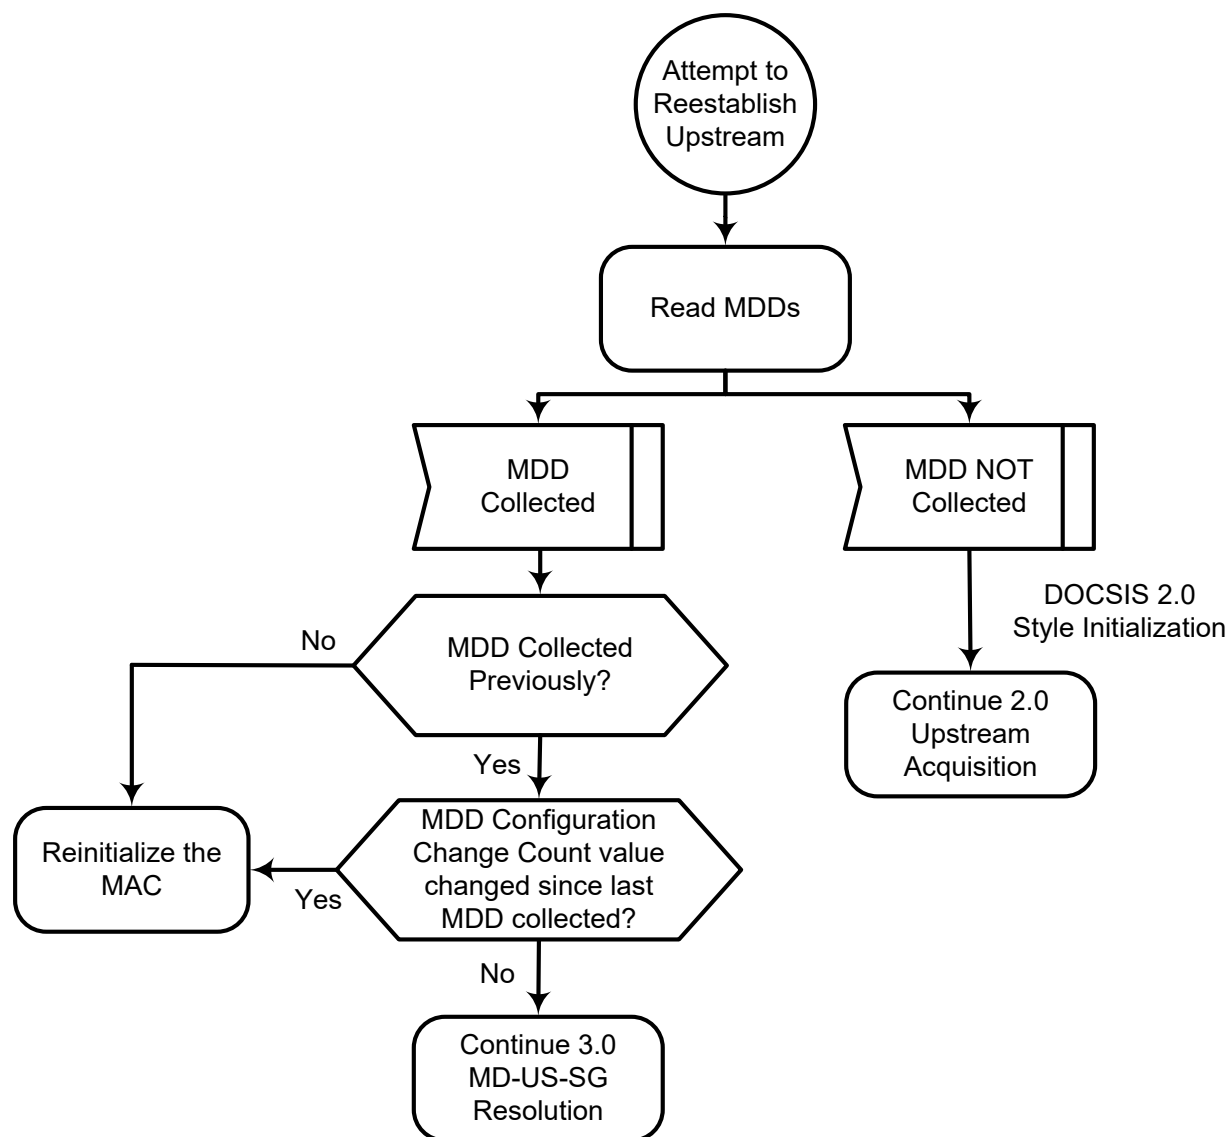 Attempt to
Reestablish
Upstream
Read MDDs
MDD
Collected
MDD NOT
Collected
DOCSIS 2.0
Style Initialization
No
MDD Collected
Previously?
Continue 2.0
Upstream
Acquisition
Yes
MDD Configuration
Change Count value
changed since last
MDD collected?
Reinitialize the
MAC
Yes
No
Continue 3.0
MD-US-SG
Resolution